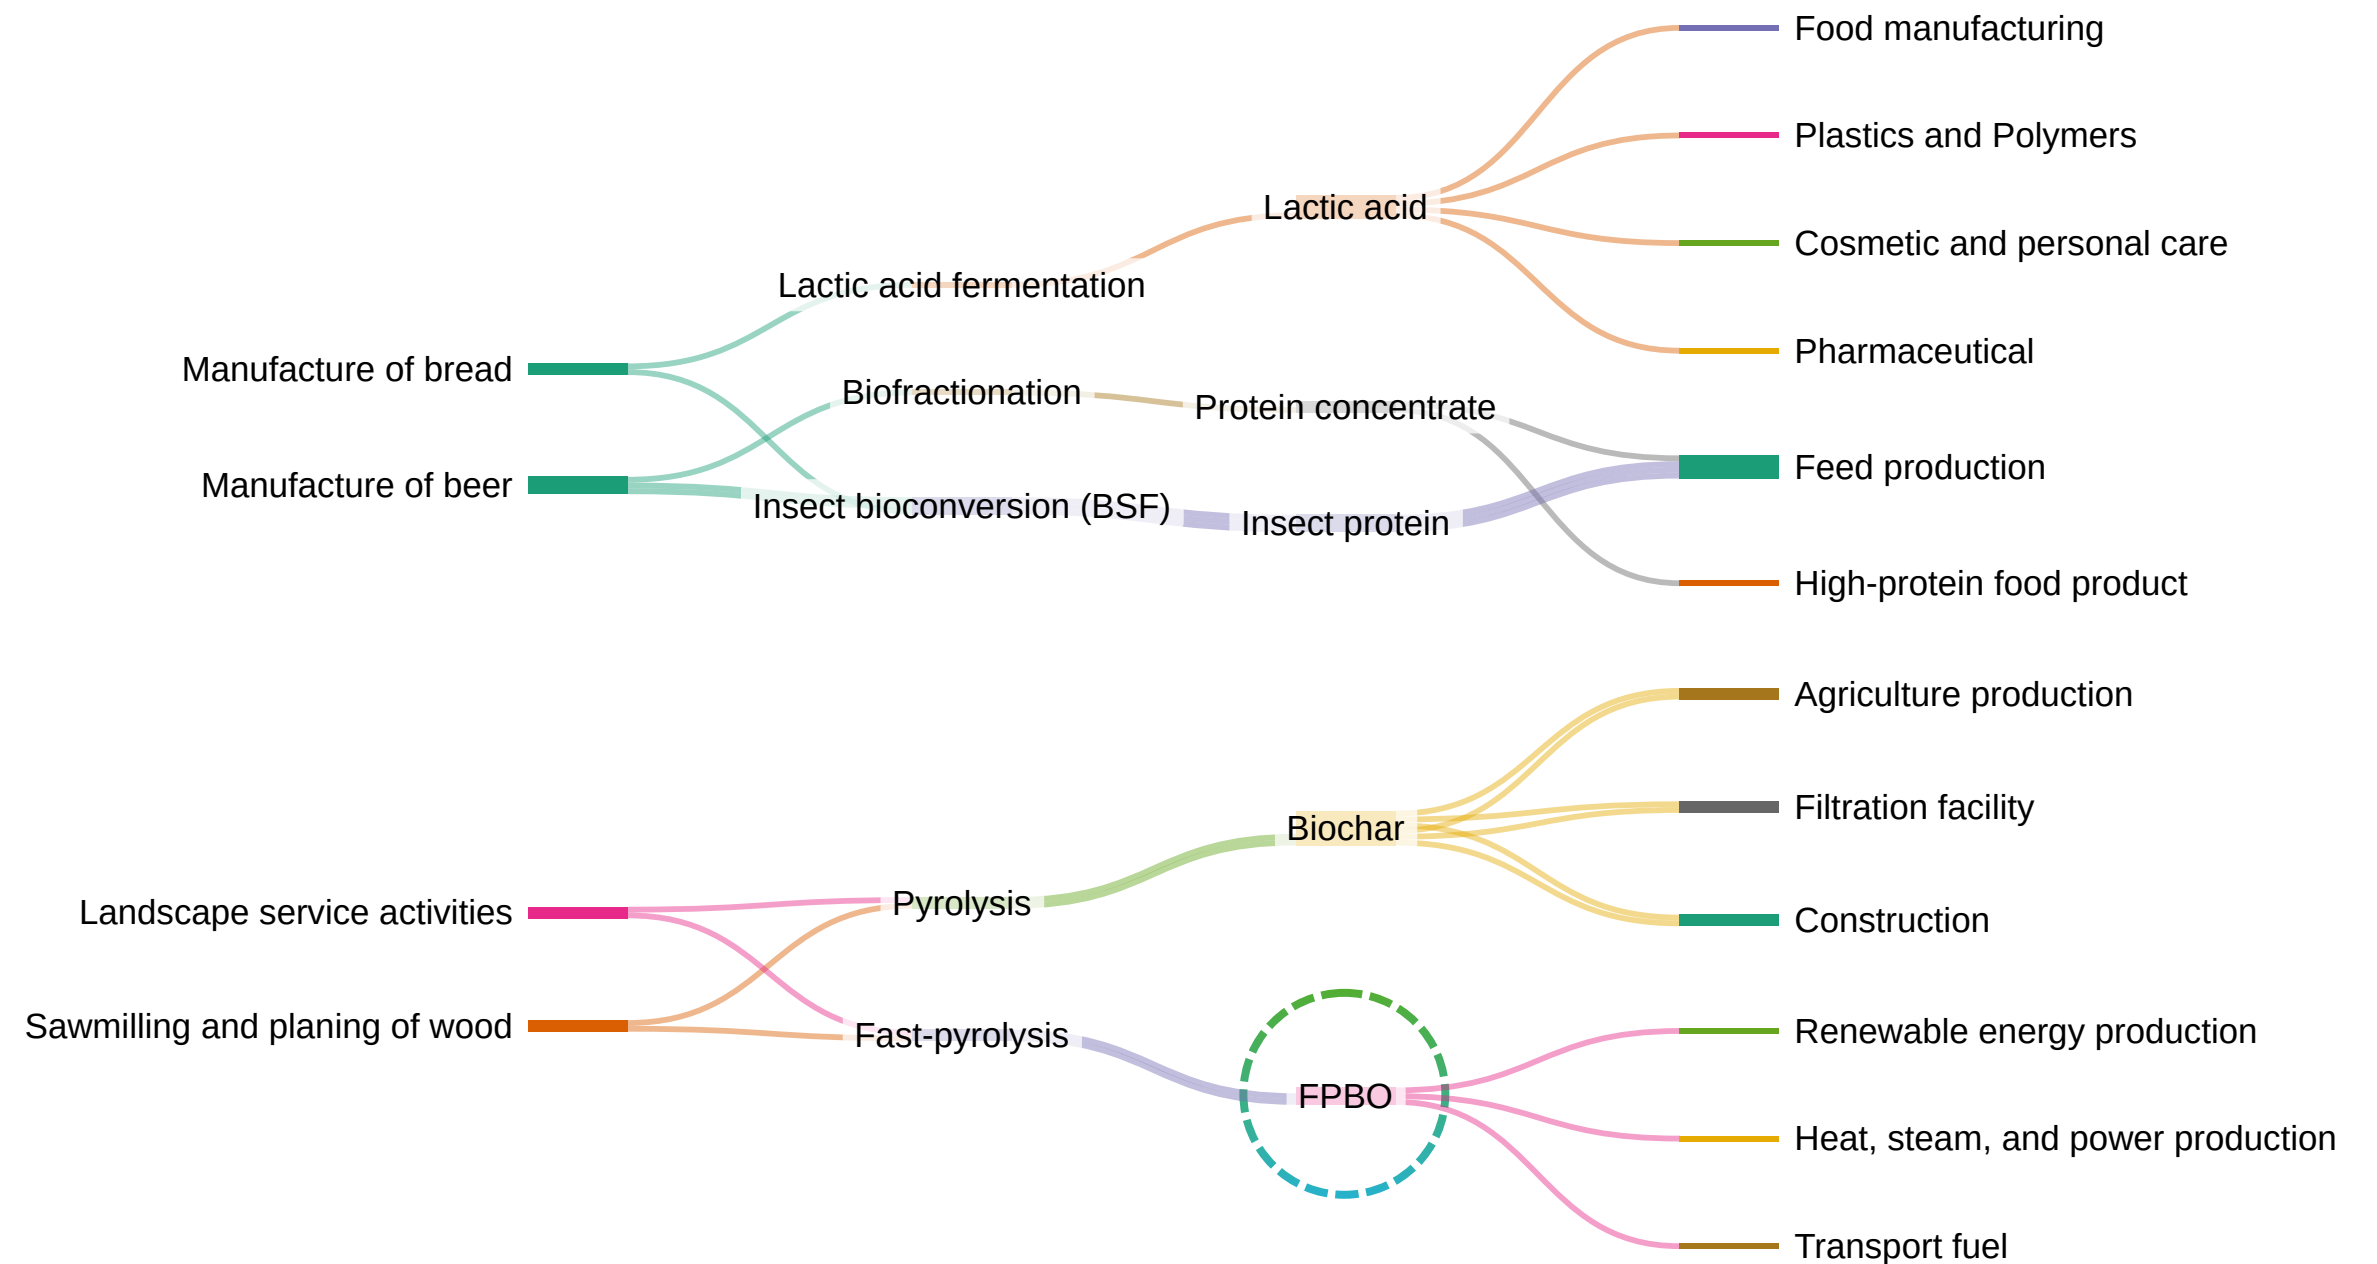 Food manufacturing
Plastics and Polymers
Lactic acid
Cosmetic and personal care
Lactic acid fermentation
Pharmaceutical
Manufacture of bread
Biofractionation
Protein concentrate
Feed production
Manufacture of beer
Insect bioconversion (BSF)
Insect protein
High-protein food product
Agriculture production
Filtration facility
Biochar
Pyrolysis
Landscape service activities
Construction
Sawmilling and planing of wood
Fast-pyrolysis
Renewable energy production
FPBO
Heat, steam, and power production
Transport fuel